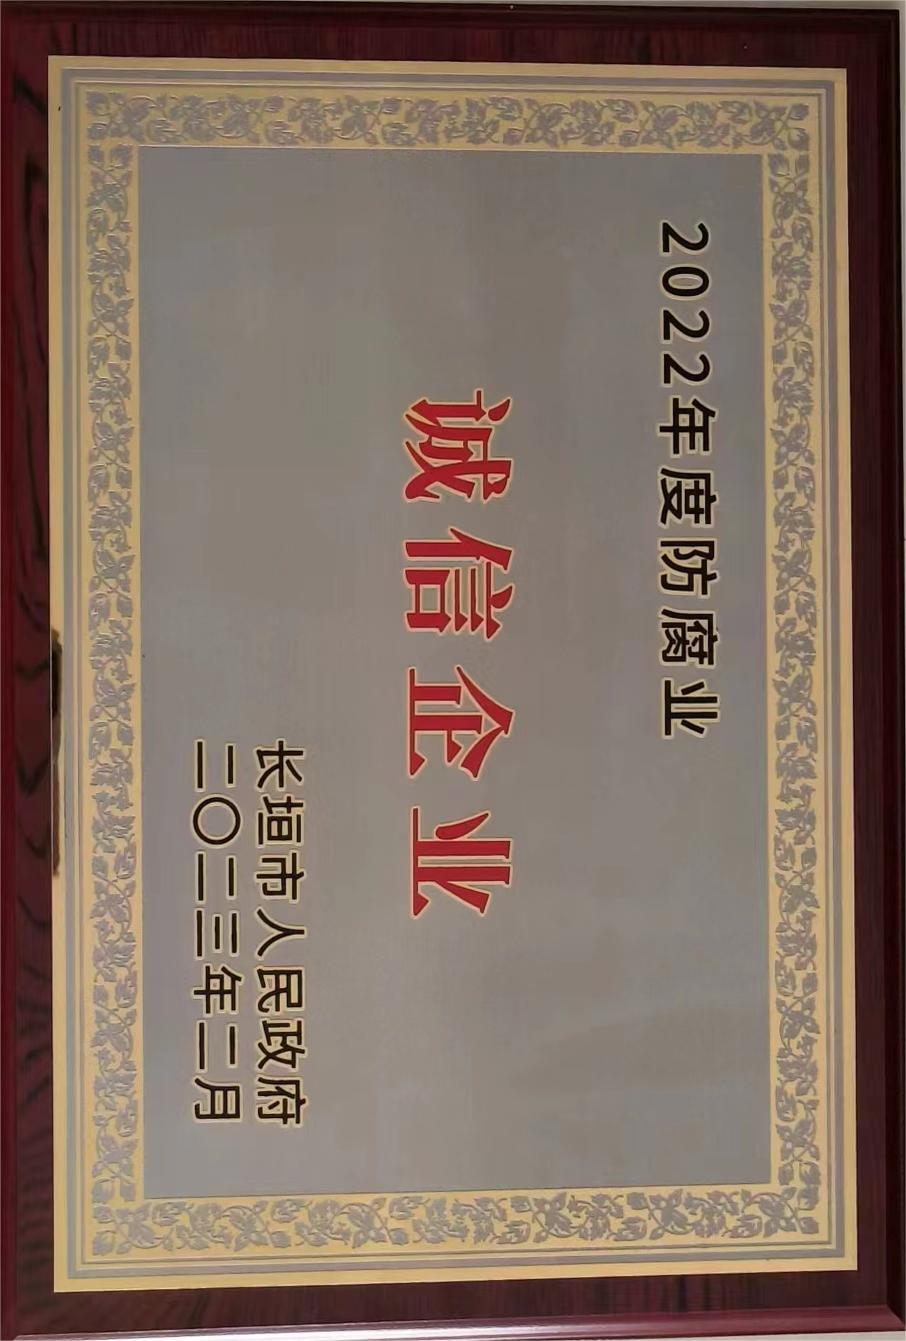 2022年度防腐业
诚信企业
长垣市人民政府
二〇二三年二月